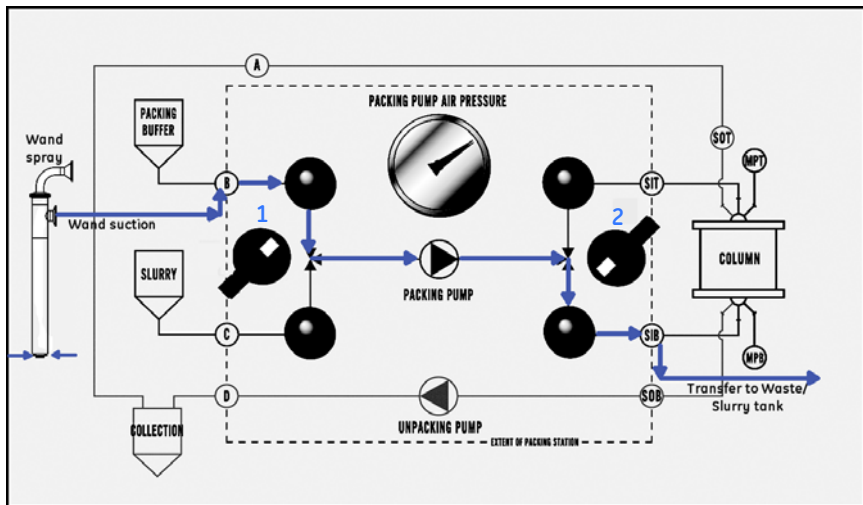 A
PACKING
BUFFER
PACKING PUMP AIR PRESSURE
Wand
spray
SOT
MPT
B
SIT
1
2
Wand suction
SLURRY
COLUMN
PACKING PUMP
C
SIB
MPB
Transfer to Waste/
Slurry tank
D
SOB
COLLECTION
UNPACKING PUMP
EXTENT OF PACKING STATION